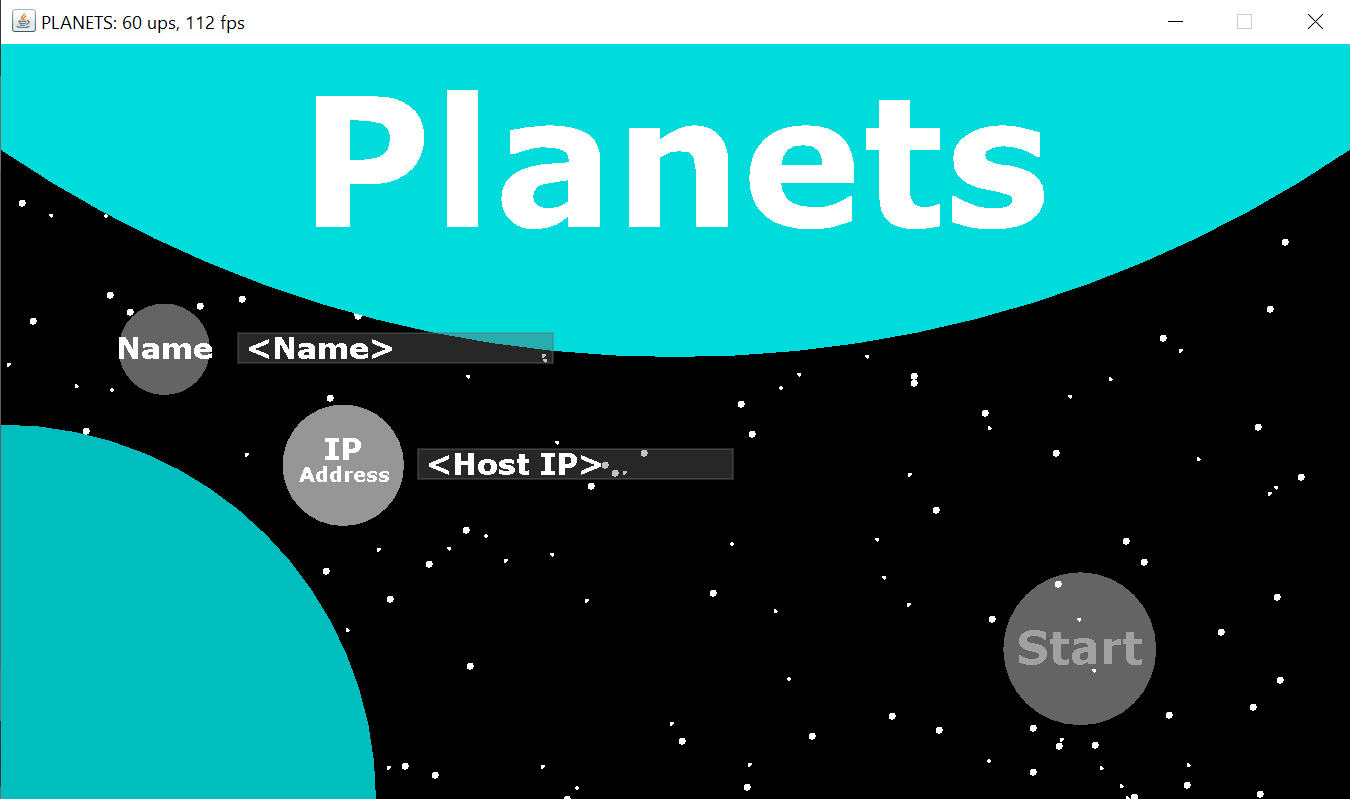 PLANETS: 60 ups, 112 fps
Planets
Name
<Name>
IP
Address
<Host IP>
Start